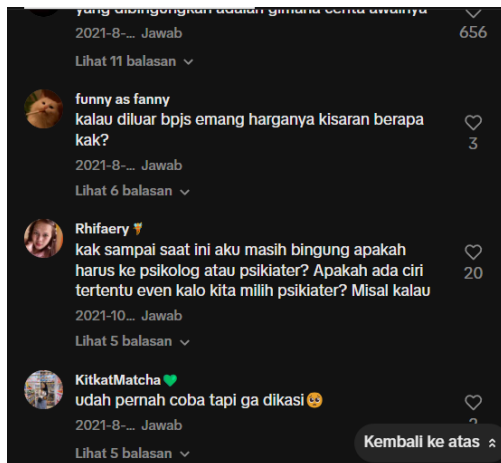 yang dibingungkan adalah gimana cerita awalnya
656
2021-8-... Jawab
Lihat 11 balasan
funny as fanny
kalau diluar bpjs emang harganya kisaran berapa
kak?
3
2021-8-... Jawab
Lihat 6 balasan
Rhifaery
kak sampai saat ini aku masih bingung apakah
harus ke psikolog atau psikiater? Apakah ada ciri
tertentu even kalo kita milih psikiater? Misal kalau
20
2021-10... Jawab
Lihat 5 balasan
KitkatMatcha💚
udah pernah coba tapi ga dikasi🥺
2021-8-... Jawab
Lihat 5 balasan
Kembali ke atas